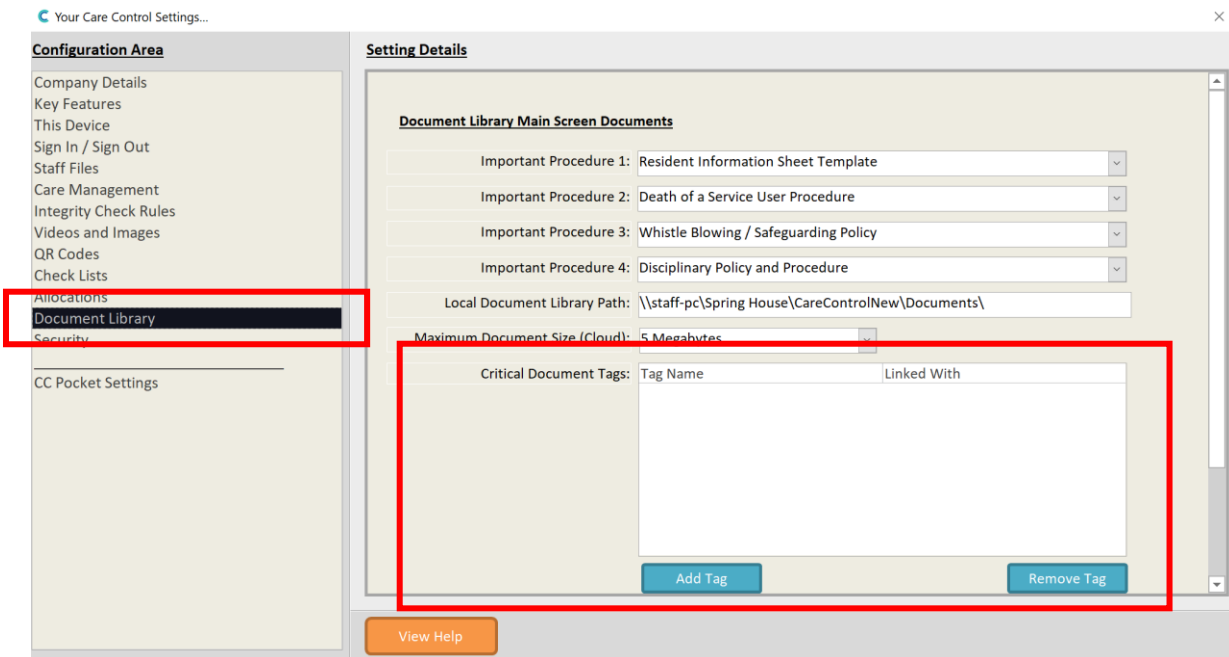 Your Care Control Settings...
Configuration Area
Company Details
Key Features
This Device
Sign In / Sign Out
Staff Files
Care Management
Integrity Check Rules
Videos and Images
QR Codes
Check Lists
Allocations
Document Library
Security
CC Pocket Settings
Setting Details
Document Library Main Screen Documents
Important Procedure 1: Resident Information Sheet Template
Important Procedure 2: Death of a Service User Procedure
Important Procedure 3: Whistle Blowing / Safeguarding Policy
Important Procedure 4: Disciplinary Policy and Procedure
Local Document Library Path: \\staff-pc\Spring House\CareControlNew\Documents\
Maximum Document Size (Cloud): 5 Megabytes
Critical Document Tags: Tag Name Linked With
Add Tag Remove Tag
View Help